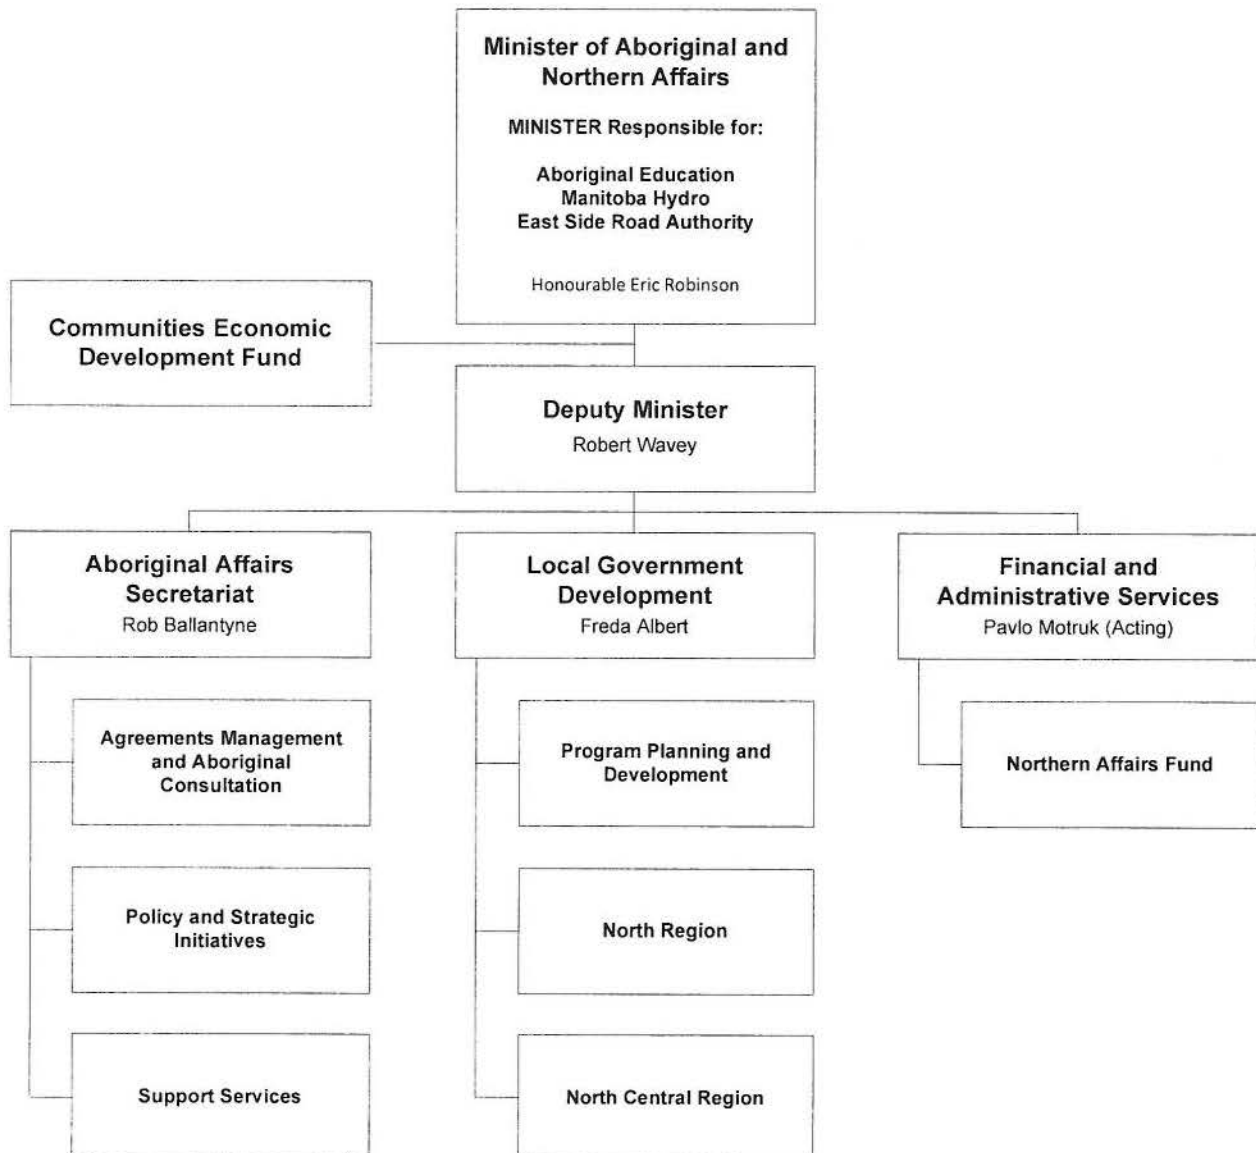 Minister of Aboriginal and
Northern Affairs
MINISTER Responsible for:
Aboriginal Education
Manitoba Hydro
East Side Road Authority
Honourable Eric Robinson
Communities Economic
Development Fund
Deputy Minister
Robert Wavey
Aboriginal Affairs
Secretariat
Rob Ballantyne
Local Government
Development
Freda Albert
Financial and
Administrative Services
Pavlo Motruk (Acting)
Agreements Management
and Aboriginal
Consultation
Program Planning and
Development
Northern Affairs Fund
Policy and Strategic
Initiatives
North Region
Support Services
North Central Region